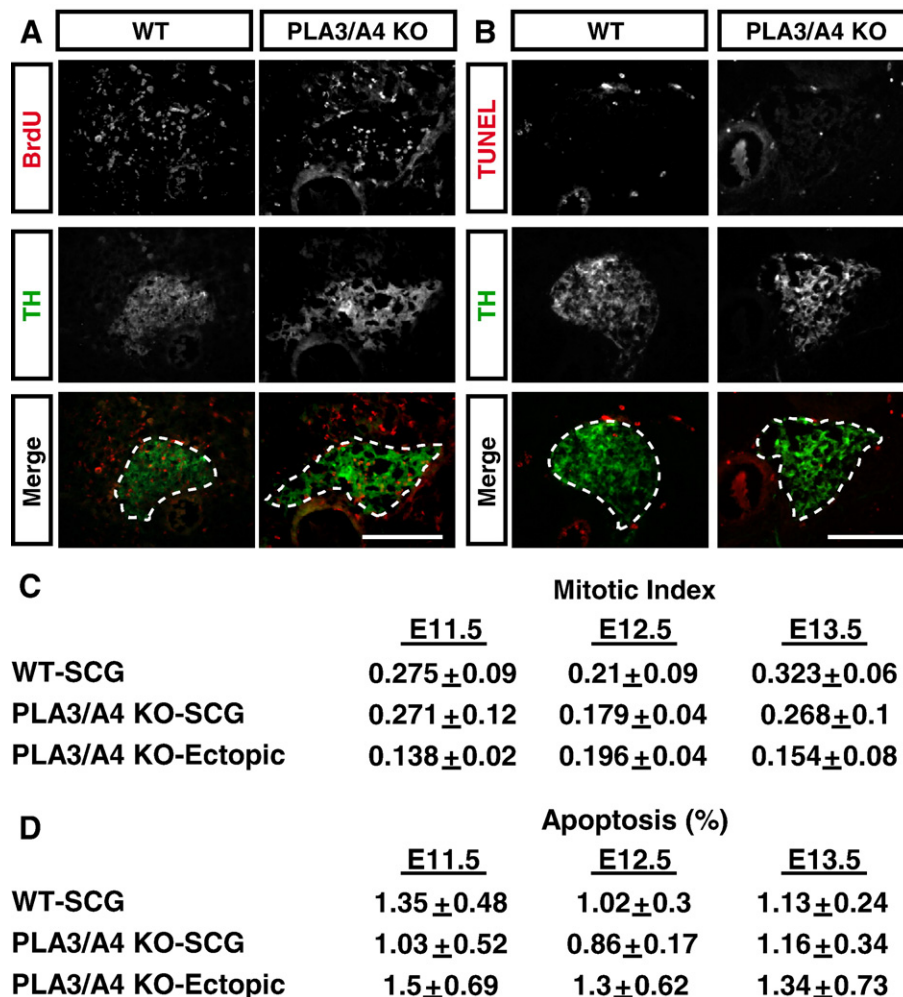 A WT PLA3/A4 KO B WT PLA3/A4 KO
BrdU TUNEL
TH TH
Merge Merge
C Mitotic Index
E11.5 E12.5 E13.5
WT-SCG 0.275±0.09 0.21±0.09 0.323±0.06
PLA3/A4 KO-SCG 0.271±0.12 0.179±0.04 0.268±0.1
PLA3/A4 KO-Ectopic 0.138±0.02 0.196±0.04 0.154±0.08
D Apoptosis (%)
E11.5 E12.5 E13.5
WT-SCG 1.35±0.48 1.02±0.3 1.13±0.24
PLA3/A4 KO-SCG 1.03±0.52 0.86±0.17 1.16±0.34
PLA3/A4 KO-Ectopic 1.5±0.69 1.3±0.62 1.34±0.73